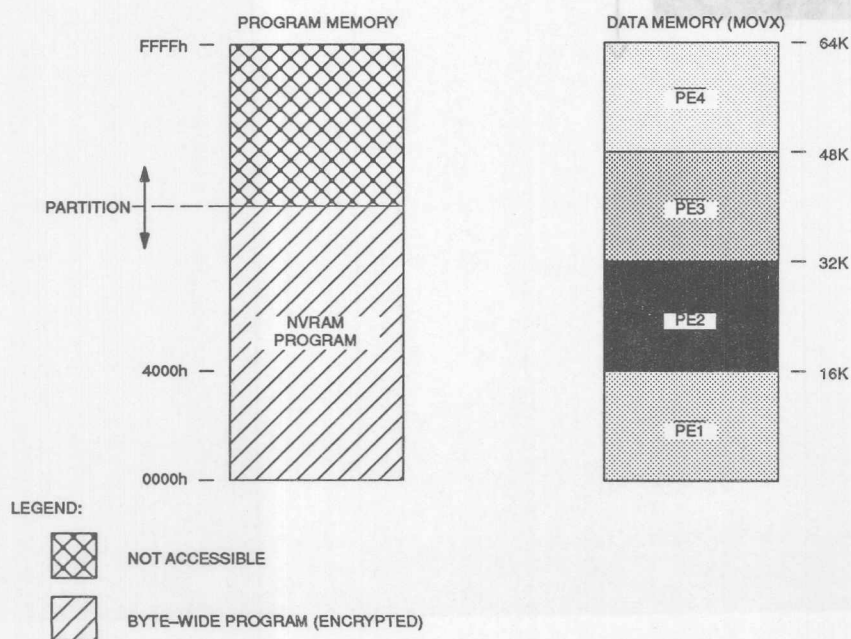 PROGRAM MEMORY
DATA MEMORY (MOVX)
FFFFh
64K
PE4
48K
PARTITION
PE3
32K
NVRAM
PROGRAM
PE2
4000h
16K
PE1
0000h
LEGEND:
NOT ACCESSIBLE
BYTE–WIDE PROGRAM (ENCRYPTED)